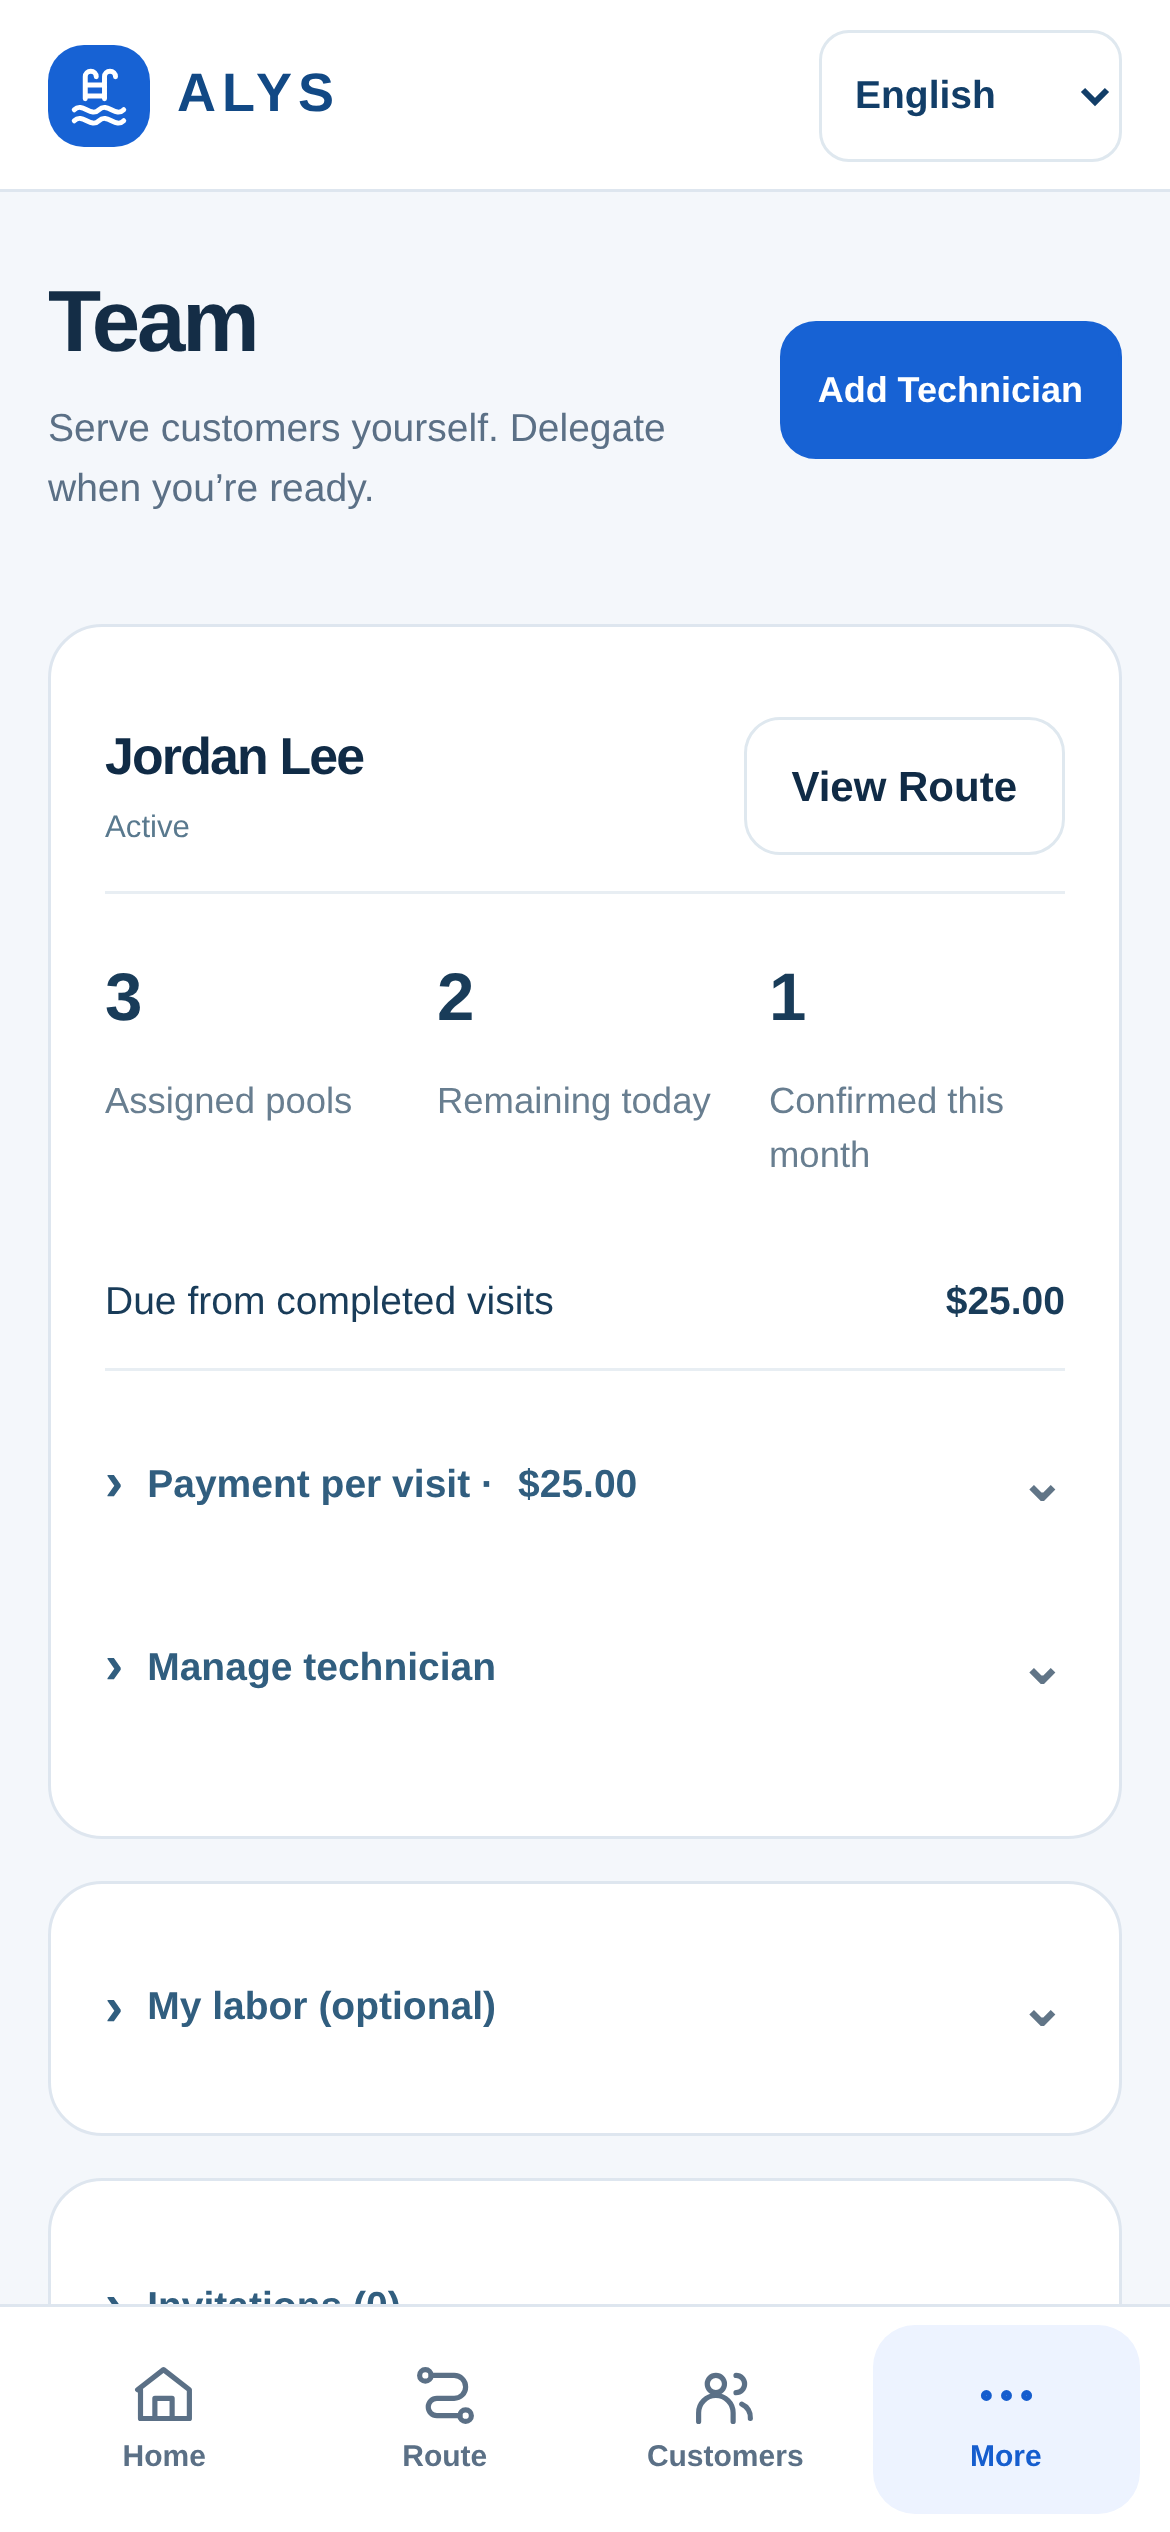 ALYS
English
Team
Add Technician
Serve customers yourself. Delegate
when you’re ready.
Jordan Lee
View Route
Active
3
2
1
Assigned pools
Remaining today
Confirmed this
month
Due from completed visits
$25.00
Payment per visit · $25.00
Manage technician
My labor (optional)
Invitations (0)
Home
Route
Customers
More